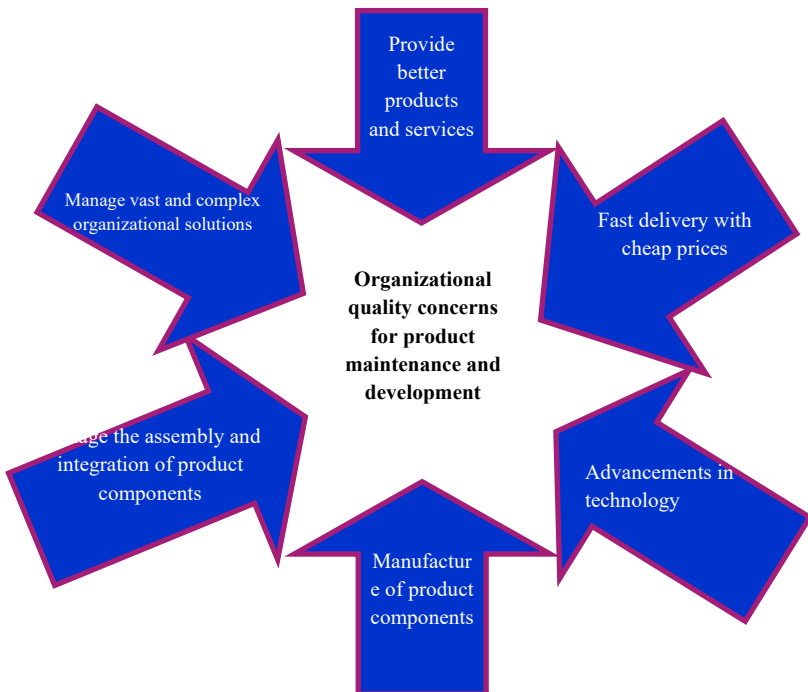 Provide
better
products
and services
Fast delivery with
cheap prices
Advancements in
technology
Manufactur
e of product
components
the assembly and
integration of product
components
Manage vast and complex
organizational solutions
Organizational
quality concerns
for product
maintenance and
development